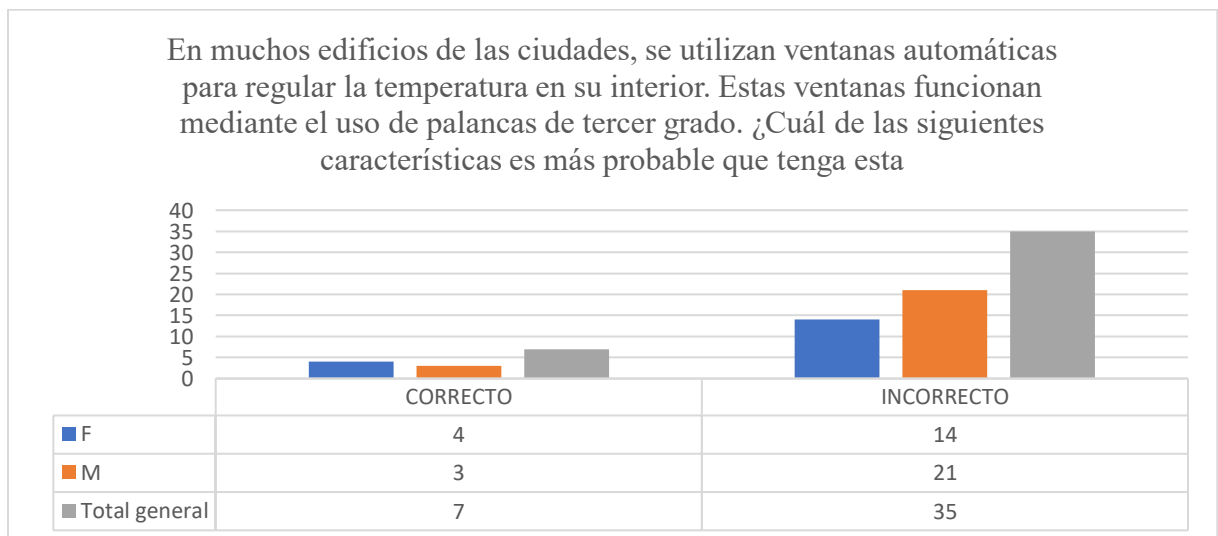 En muchos edificios de las ciudades, se utilizan ventanas automáticas
para regular la temperatura en su interior. Estas ventanas funcionan
mediante el uso de palancas de tercer grado. ¿Cuál de las siguientes
características es más probable que tenga esta
40
35
30
25
20
15
10
5
0
CORRECTO INCORRECTO
F 4 14
M 3 21
Total general 7 35